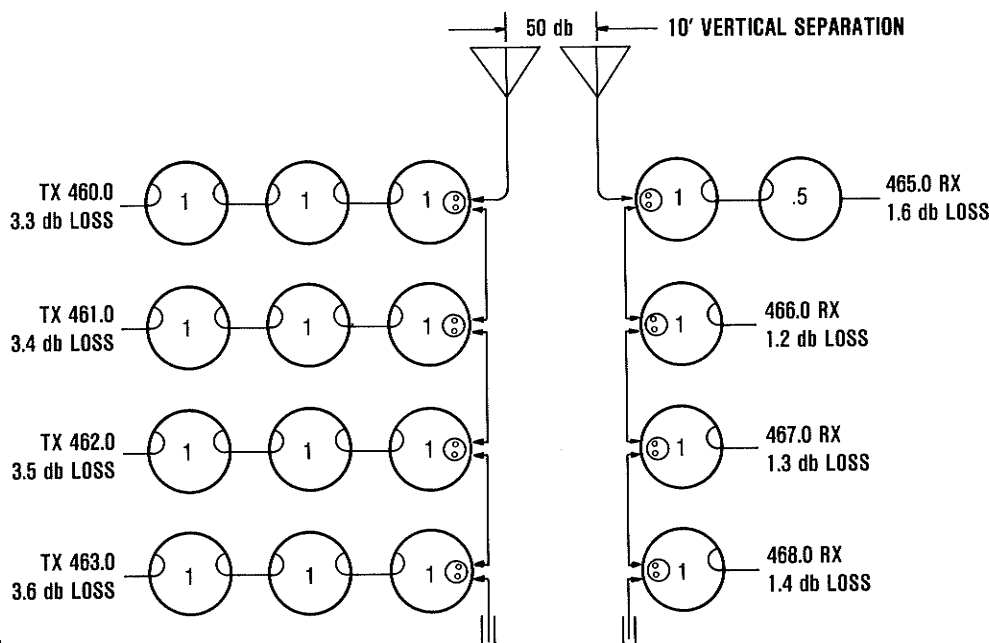 50 db
10' VERTICAL SEPARATION
TX 460.0
3.3 db LOSS
1
1
1
1
.5
465.0 RX
1.6 db LOSS
TX 461.0
3.4 db LOSS
1
1
1
1
466.0 RX
1.2 db LOSS
TX 462.0
3.5 db LOSS
1
1
1
1
467.0 RX
1.3 db LOSS
TX 463.0
3.6 db LOSS
1
1
1
1
468.0 RX
1.4 db LOSS